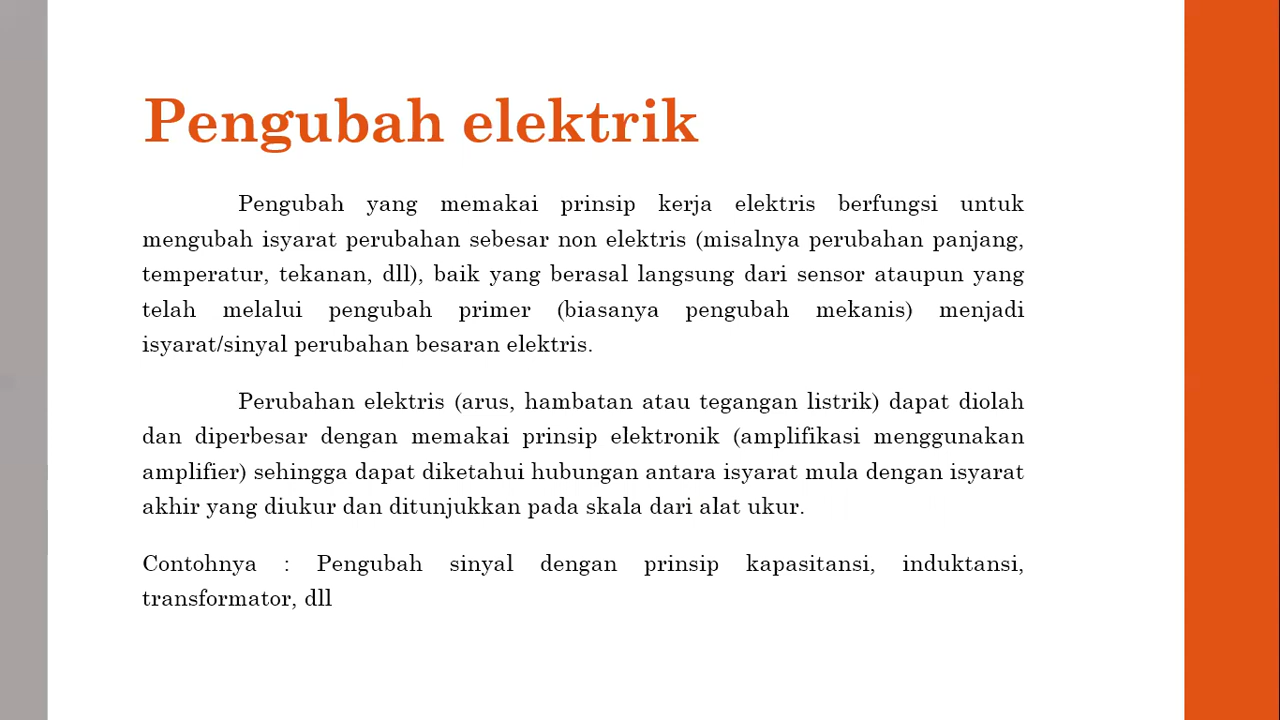 Pengubah elektrik
Pengubah yang memakai prinsip kerja elektris berfungsi untuk
mengubah isyarat perubahan sebesar non elektris (misalnya perubahan panjang,
temperatur, tekanan, dll), baik yang berasal langsung dari sensor ataupun yang
telah melalui pengubah primer (biasanya pengubah mekanis) menjadi
isyarat/sinyal perubahan besaran elektris.
Perubahan elektris (arus, hambatan atau tegangan listrik) dapat diolah
dan diperbesar dengan memakai prinsip elektronik (amplifikasi menggunakan
amplifier) sehingga dapat diketahui hubungan antara isyarat mula dengan isyarat
akhir yang diukur dan ditunjukkan pada skala dari alat ukur.
Contohnya : Pengubah sinyal dengan prinsip kapasitansi, induktansi,
transformator, dll